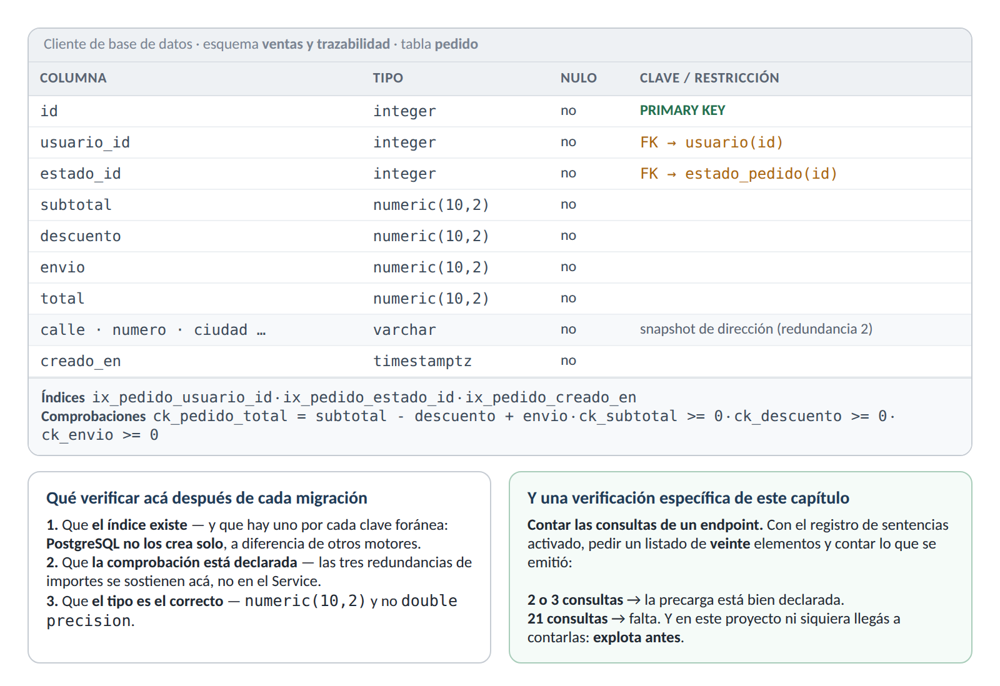 Cliente de base de datos · esquema ventas y trazabilidad · tabla pedido
COLUMNA TIPO NULO CLAVE / RESTRICCIÓN
id integer no PRIMARY KEY
usuario_id integer no FK → usuario(id)
estado_id integer no FK → estado_pedido(id)
subtotal numeric(10,2) no
descuento numeric(10,2) no
envio numeric(10,2) no
total numeric(10,2) no
calle · numero · ciudad … varchar no snapshot de dirección (redundancia 2)
creado_en timestamptz no
Índices ix_pedido_usuario_id · ix_pedido_estado_id · ix_pedido_creado_en
Comprobaciones ck_pedido_total = subtotal - descuento + envio · ck_subtotal >= 0 · ck_descuento >= 0 ·
ck_envio >= 0
Qué verificar acá después de cada migración
1. Que el índice existe — y que hay uno por cada clave foránea:
PostgreSQL no los crea solo, a diferencia de otros motores.
2. Que la comprobación está declarada — las tres redundancias de
importes se sostienen acá, no en el Service.
3. Que el tipo es el correcto — numeric(10,2) y no double
precision.
Y una verificación específica de este capítulo
Contar las consultas de un endpoint. Con el registro de sentencias
activado, pedir un listado de veinte elementos y contar lo que se
emitió:
2 o 3 consultas → la precarga está bien declarada.
21 consultas → falta. Y en este proyecto ni siquiera llegás a
contarlas: explota antes.